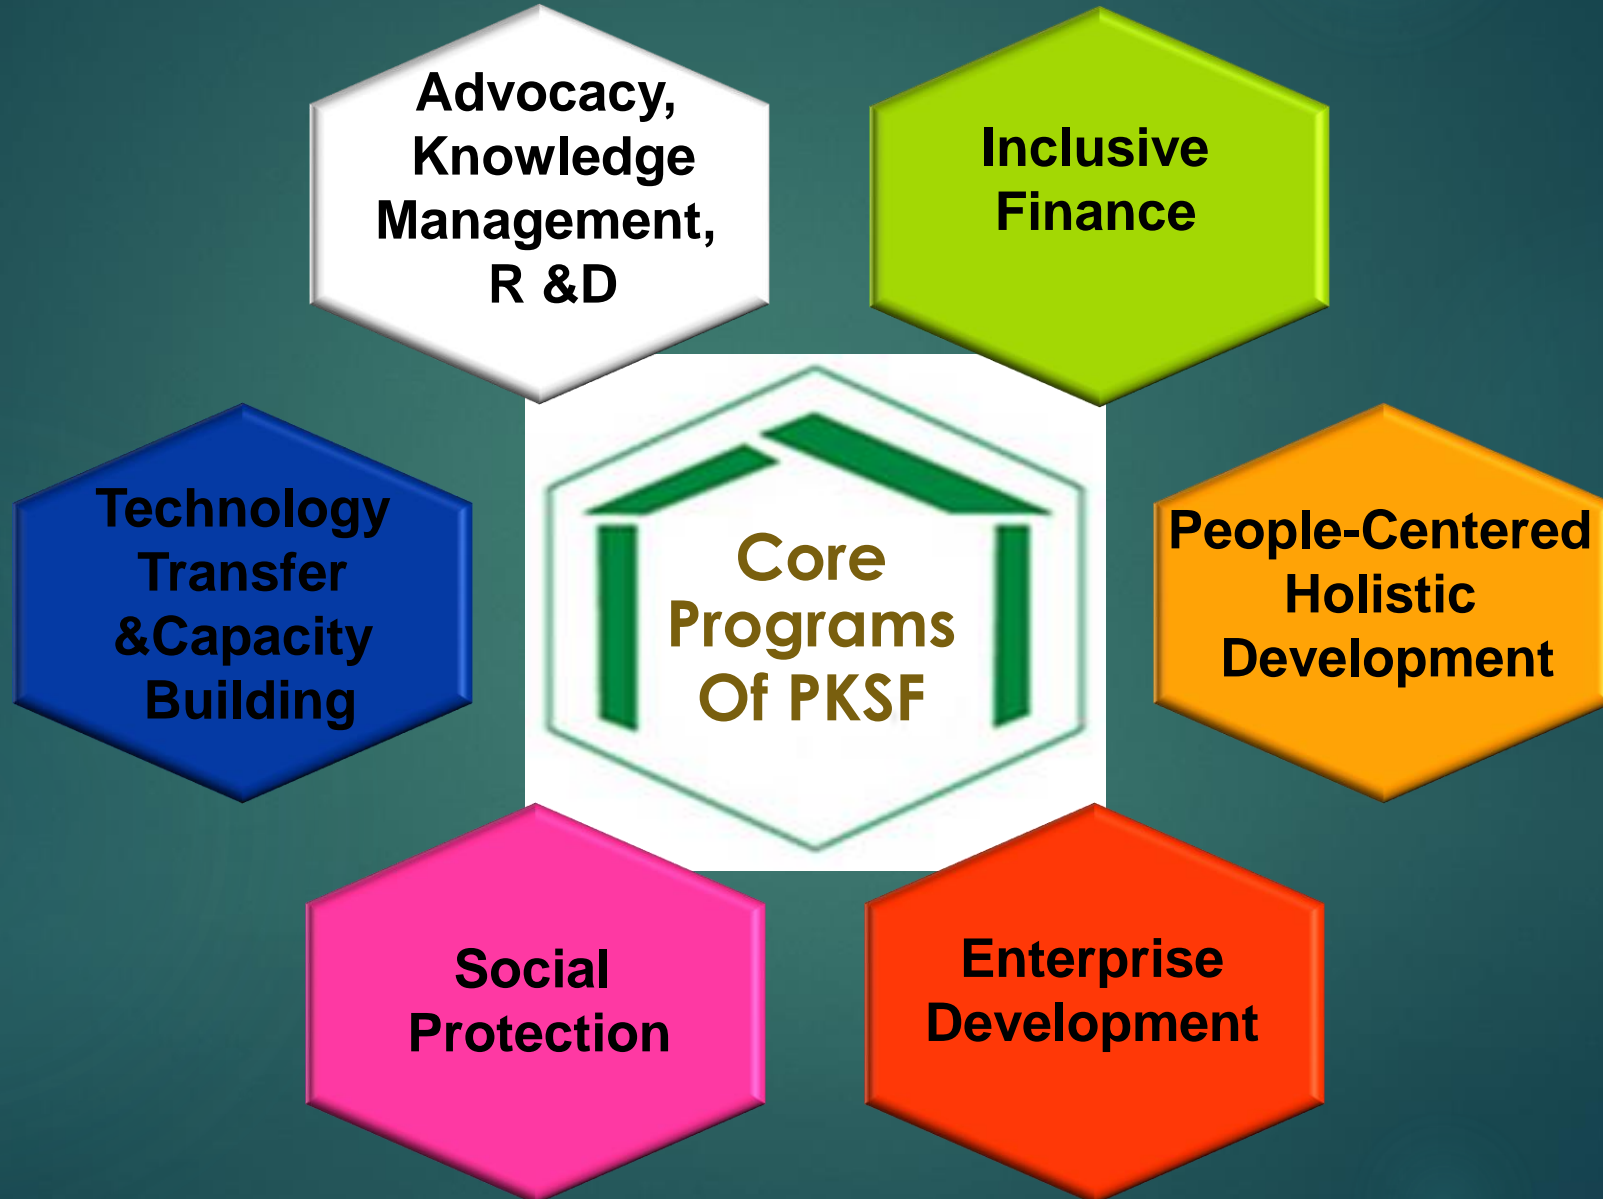 Advocacy,
Knowledge
Management,
R &D
Inclusive
Finance
Technology
Transfer
&Capacity
Building
Core
Programs
Of PKSF
People-Centered
Holistic
Development
Social
Protection
Enterprise
Development